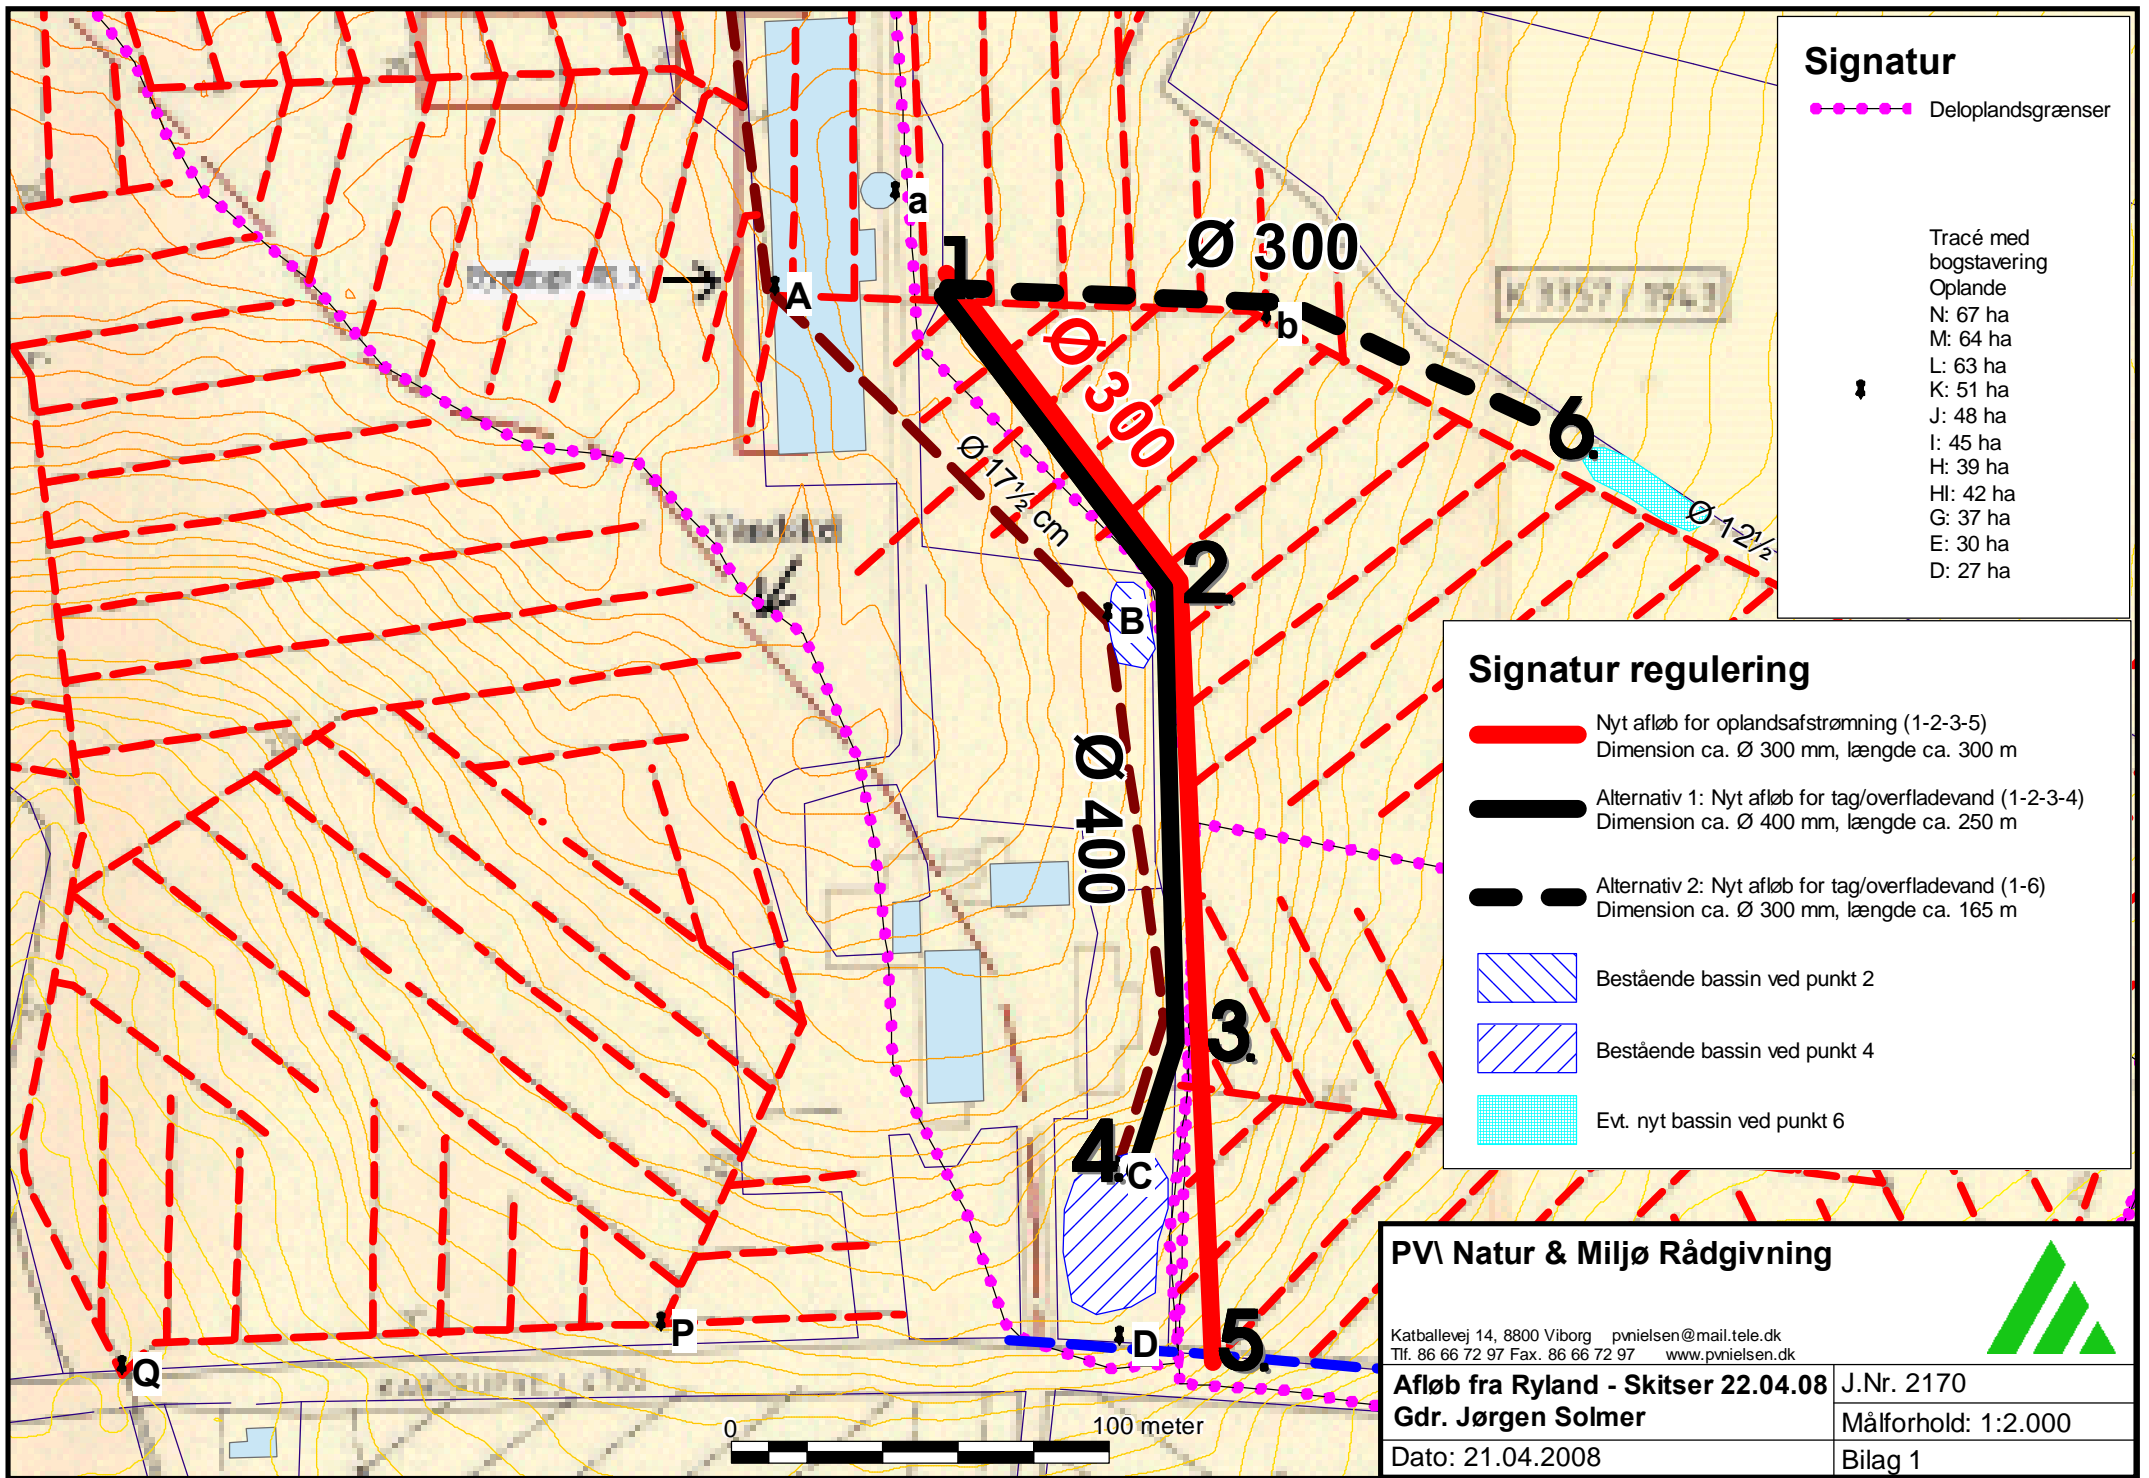 Signatur
Deloplandsgrænser
Tracé med
bogstavering
Oplande
N: 67 ha
M: 64 ha
L: 63 ha
K: 51 ha
J: 48 ha
I: 45 ha
H: 39 ha
HI: 42 ha
G: 37 ha
E: 30 ha
D: 27 ha
a
1
Ø 300
A
b
Ø 300
6.
Ø 17½ cm
Ø 12½
2
B
Ø 400
3.
4.
C
P
D
5.
Q
Signatur regulering
Nyt afløb for oplandsafstrømning (1-2-3-5)
Dimension ca. Ø 300 mm, længde ca. 300 m
Alternativ 1: Nyt afløb for tag/overfladevand (1-2-3-4)
Dimension ca. Ø 400 mm, længde ca. 250 m
Alternativ 2: Nyt afløb for tag/overfladevand (1-6)
Dimension ca. Ø 300 mm, længde ca. 165 m
Bestående bassin ved punkt 2
Bestående bassin ved punkt 4
Evt. nyt bassin ved punkt 6
0
100 meter
PV\ Natur & Miljø Rådgivning
Katballevej 14, 8800 Viborg pvnielsen@mail.tele.dk
Tlf. 86 66 72 97 Fax. 86 66 72 97 www.pvnielsen.dk
Afløb fra Ryland - Skitser 22.04.08
Gdr. Jørgen Solmer
J.Nr. 2170
Målforhold: 1:2.000
Dato: 21.04.2008
Bilag 1